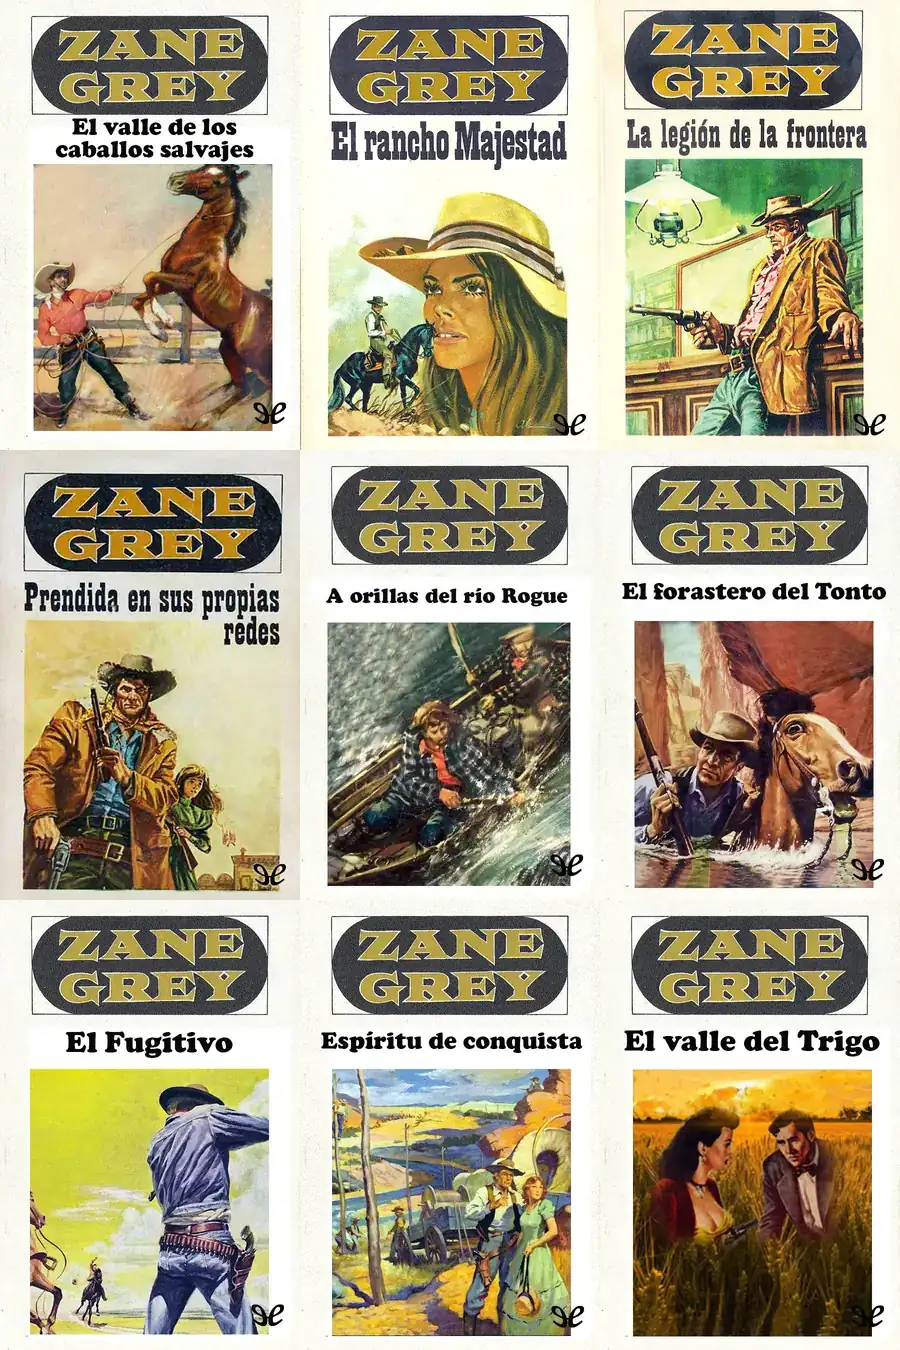 ZANE
GREY
El valle de los
caballos salvajes
ZANE
GREY
El rancho Majestad
ZANE
GREY
La legión de la frontera
ZANE
GREY
Prendida en sus propias
redes
ZANE
GREY
A orillas del río Rogue
ZANE
GREY
El forastero del Tonto
ZANE
GREY
El Fugitivo
ZANE
GREY
Espíritu de conquista
ZANE
GREY
El valle del Trigo